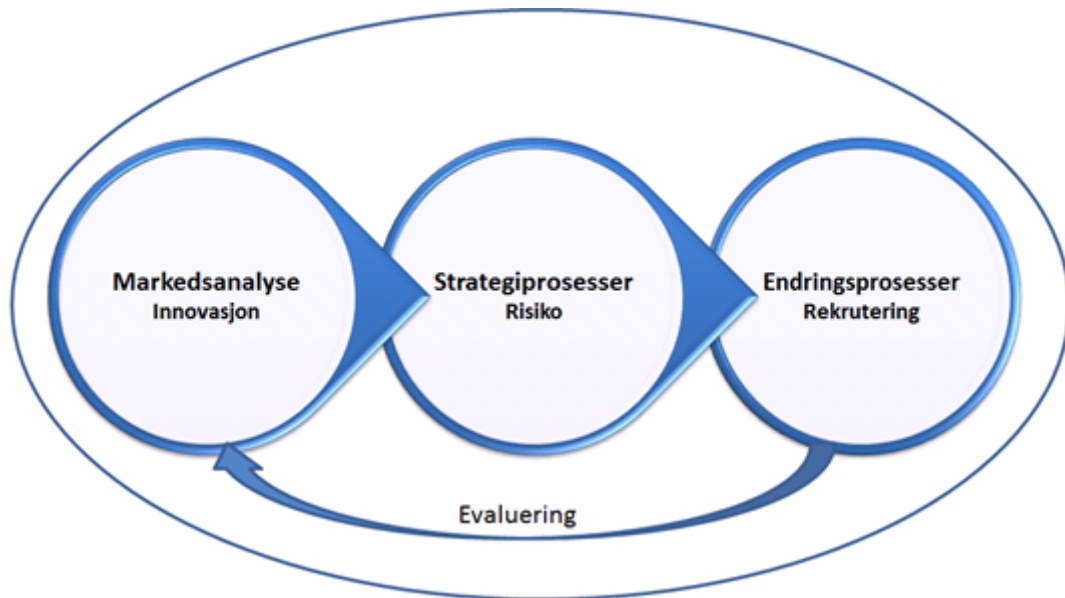 Markedsanalyse
Innovasjon
Strategiprosesser
Risiko
Endringsprosesser
Rekrutering
Evaluering